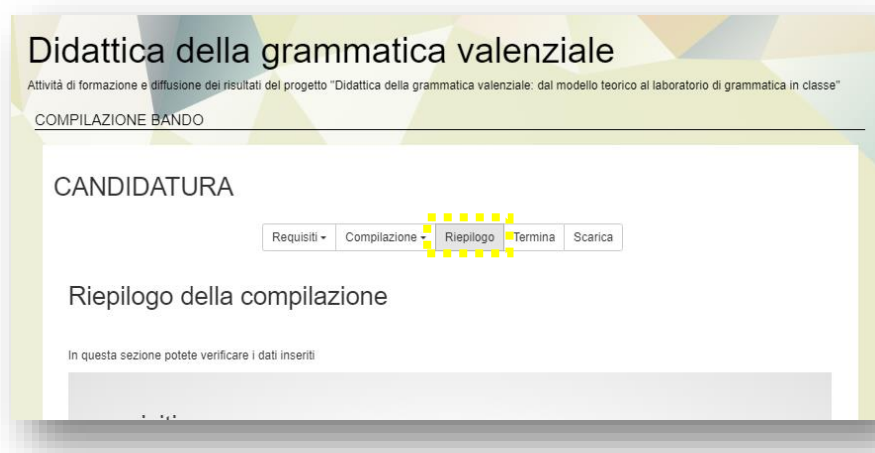 Didattica della grammatica valenziale
Attività di formazione e diffusione dei risultati del progetto "Didattica della grammatica valenziale: dal modello teorico al laboratorio di grammatica in classe"
COMPILAZIONE BANDO
CANDIDATURA
Requisiti Compilazione Riepilogo Termina Scarica
Riepilogo della compilazione
In questa sezione potete verificare i dati inseriti